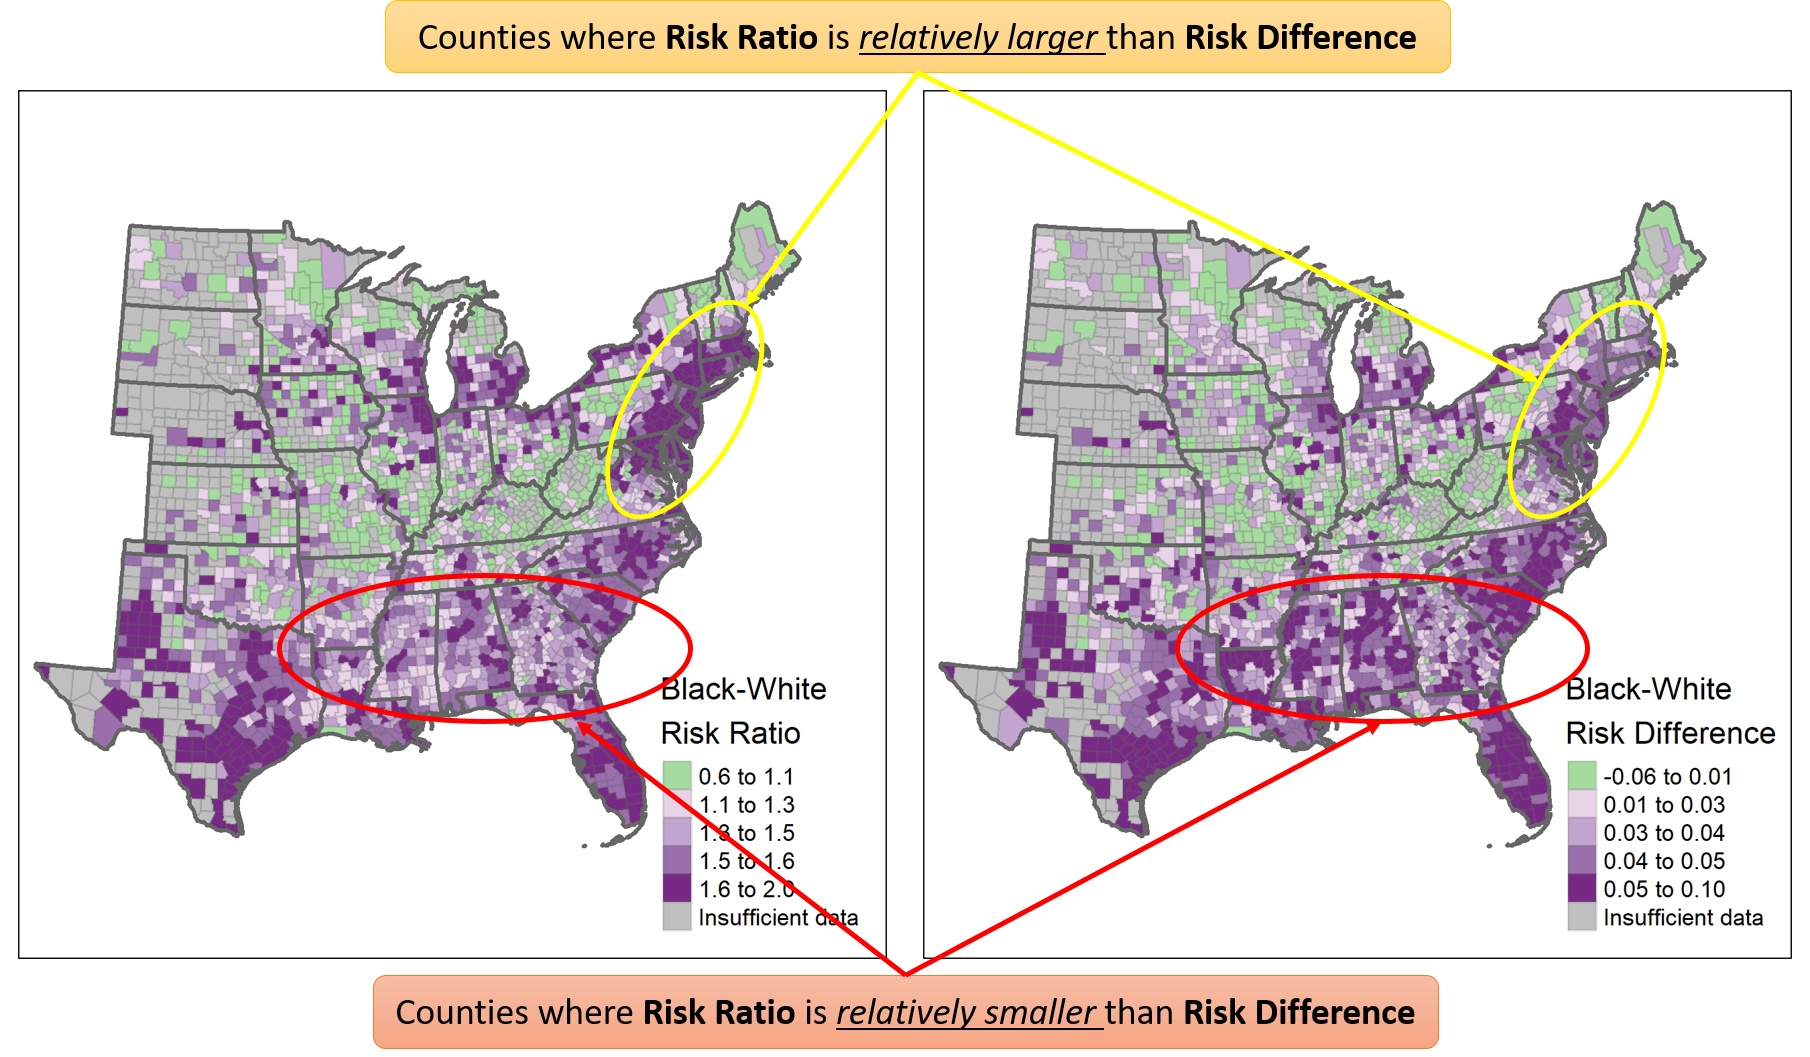 Counties where Risk Ratio is relatively larger than Risk Difference
Black-White
Risk Ratio
0.6 to 1.1
1.1 to 1.3
1.3 to 1.5
1.5 to 1.6
1.6 to 2.0
Insufficient data
Black-White
Risk Difference
-0.06 to 0.01
0.01 to 0.03
0.03 to 0.04
0.04 to 0.05
0.05 to 0.10
Insufficient data
Counties where Risk Ratio is relatively smaller than Risk Difference